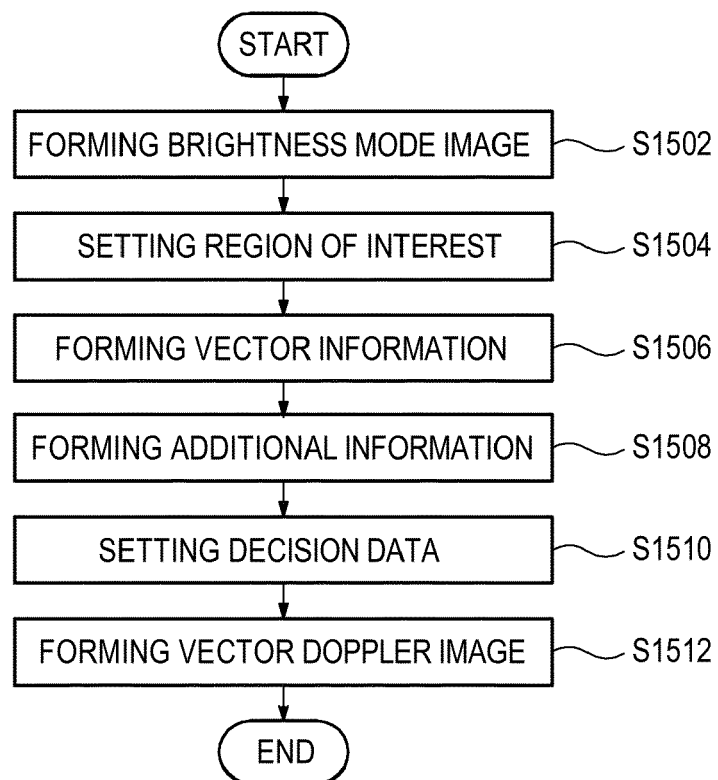 START
FORMING BRIGHTNESS MODE IMAGE S1502
SETTING REGION OF INTEREST S1504
FORMING VECTOR INFORMATION S1506
FORMING ADDITIONAL INFORMATION S1508
SETTING DECISION DATA S1510
FORMING VECTOR DOPPLER IMAGE S1512
END